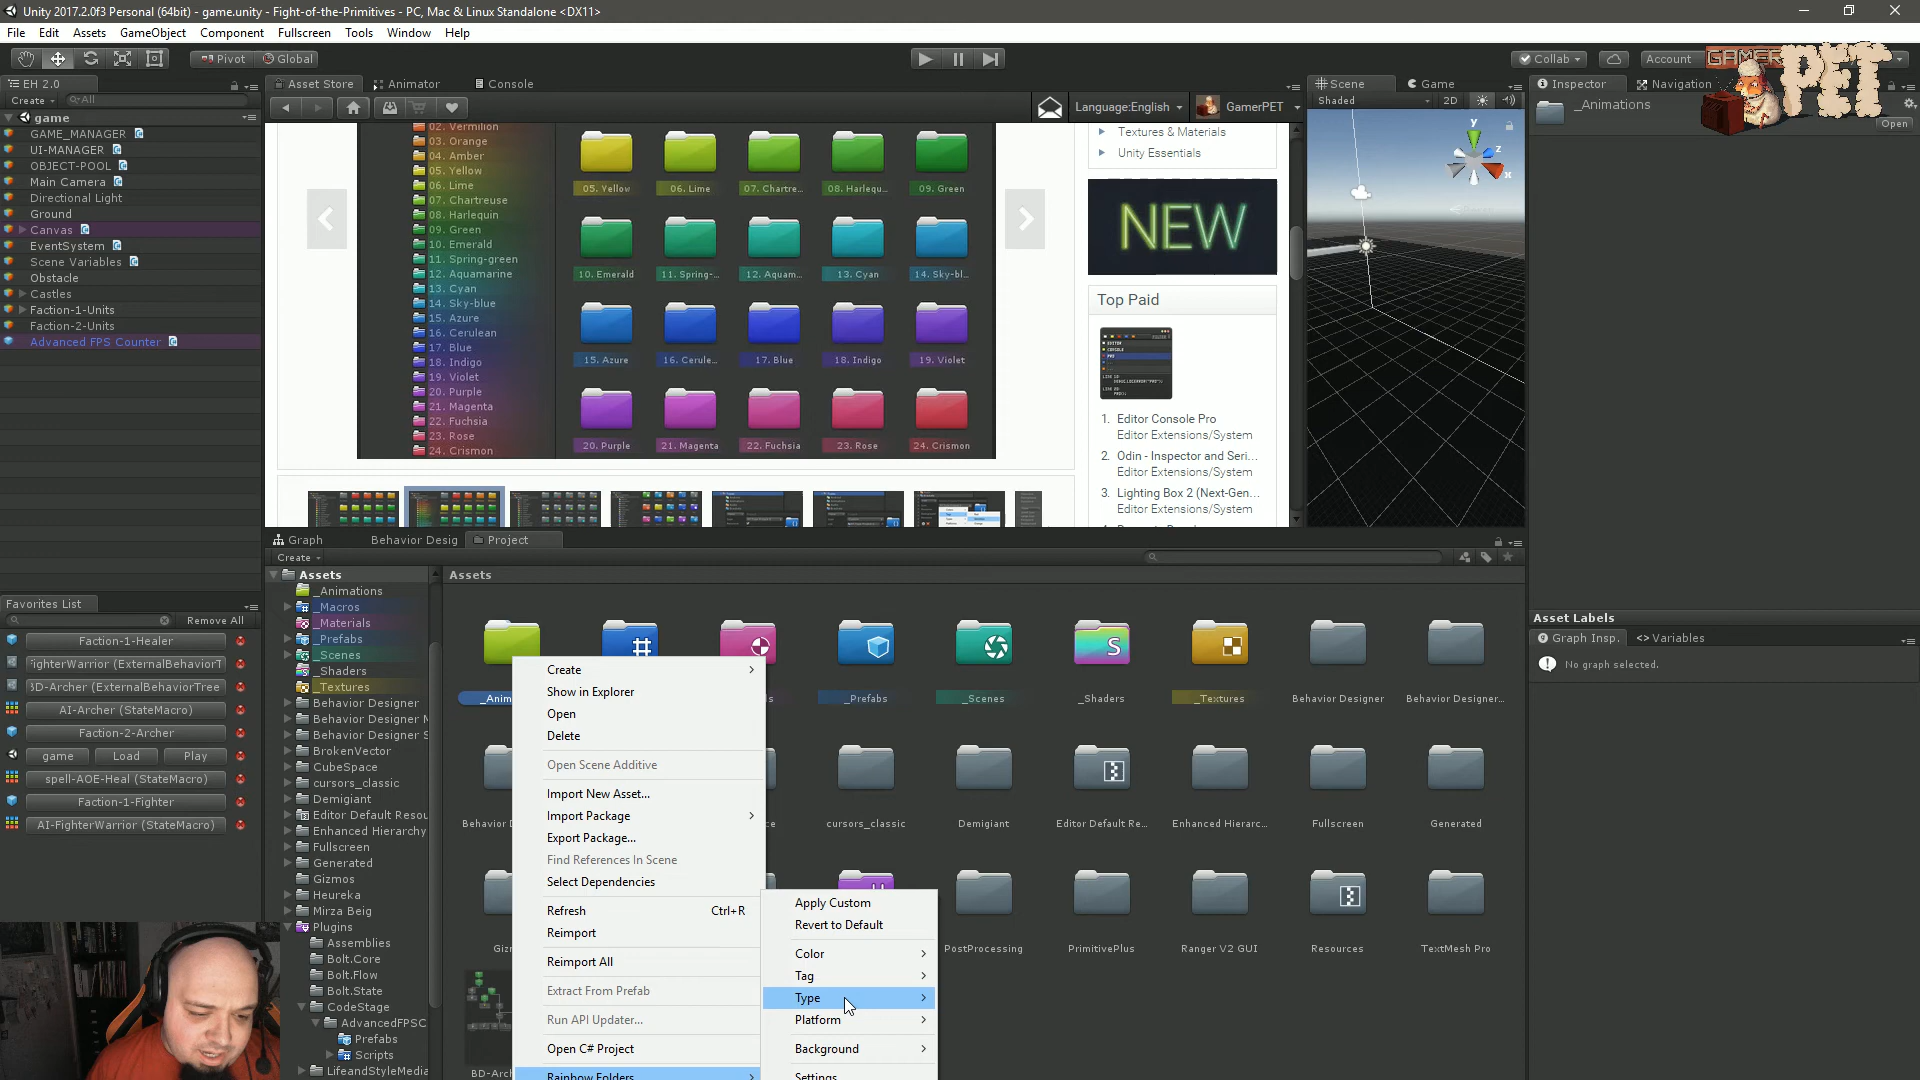 Unity 2017.2.0f3 Personal (64bit) - game.unity - Fight-of-the-Primitives - PC, Mac & Linux Standalone <DX11>
File Edit Assets GameObject Component Fullscreen Tools Window Help
Pivot Global Collab Account
GAMER PET
EH 2.0
Create All
game
GAME_MANAGER
UI-MANAGER
OBJECT-POOL
Main Camera
Directional Light
Ground
Canvas
EventSystem
Scene Variables
Obstacle
Castles
Faction-1-Units
Faction-2-Units
Advanced FPS Counter
Favorites List
Remove All
Faction-1-Healer
FighterWarrior (ExternalBehaviorT
BD-Archer (ExternalBehaviorTree
AI-Archer (StateMacro)
Faction-2-Archer
game Load Play
spell-AOE-Heal (StateMacro)
Faction-1-Fighter
AI-FighterWarrior (StateMacro)
Asset Store Animator Console
Language:English GamerPET
02. Vermilion
03. Orange
04. Amber
05. Yellow
06. Lime
07. Chartreuse
08. Harlequin
09. Green
10. Emerald
11. Spring-green
12. Aquamarine
13. Cyan
14. Sky-blue
15. Azure
16. Cerulean
17. Blue
18. Indigo
19. Violet
20. Purple
21. Magenta
22. Fuchsia
23. Rose
24. Crismon
05. Yellow 06. Lime 07. Chartre... 08. Harlequ... 09. Green
10. Emerald 11. Spring-... 12. Aquam... 13. Cyan 14. Sky-bl...
15. Azure 16. Cerule... 17. Blue 18. Indigo 19. Violet
20. Purple 21. Magenta 22. Fuchsia 23. Rose 24. Crismon
Textures & Materials
Unity Essentials
NEW
Top Paid
1. Editor Console Pro
Editor Extensions/System
2. Odin - Inspector and Seri...
Editor Extensions/System
3. Lighting Box 2 (Next-Gen...
Editor Extensions/System
Scene Game
Shaded 2D
y
z
x
Inspector Navigation
_Animations
Open
Asset Labels
Graph Insp. <> Variables
No graph selected.
Graph Behavior Desig Project
Create
Assets
_Animations
_Macros
_Materials
_Prefabs
_Scenes
_Shaders
_Textures
Behavior Designer
Behavior Designer M
Behavior Designer S
BrokenVector
CubeSpace
cursors_classic
Demigiant
Editor Default Resou
Enhanced Hierarchy
Fullscreen
Generated
Gizmos
Heureka
Mirza Beig
Plugins
Assemblies
Bolt.Core
Bolt.Flow
Bolt.State
CodeStage
AdvancedFPSC
Prefabs
Scripts
LifeandStyleMedia
Assets
_Anim ls _Prefabs _Scenes _Shaders _Textures Behavior Designer Behavior Designer...
Behavior D ce cursors_classic Demigiant Editor Default Re... Enhanced Hierarc... Fullscreen Generated
Giz PostProcessing PrimitivePlus Ranger V2 GUI Resources TextMesh Pro
BD-Arch
Create
Show in Explorer
Open
Delete
Open Scene Additive
Import New Asset...
Import Package
Export Package...
Find References In Scene
Select Dependencies
Refresh Ctrl+R
Reimport
Reimport All
Extract From Prefab
Run API Updater...
Open C# Project
Rainbow Folders
Apply Custom
Revert to Default
Color
Tag
Type
Platform
Background
Settings